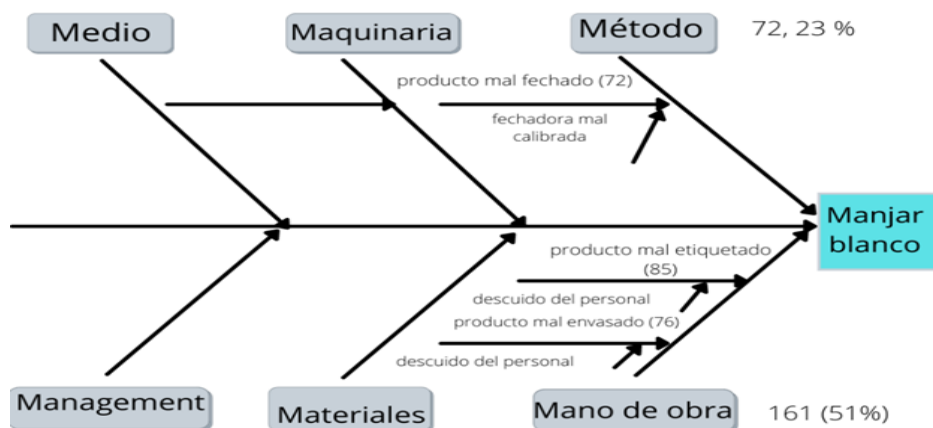 Medio
Maquinaria
Método
72, 23 %
producto mal fechado (72)
fechadora mal
calibrada
Manjar
blanco
producto mal etiquetado
(85)
descuido del personal
producto mal envasado (76)
descuido del personal
Management
Materiales
Mano de obra
161 (51%)